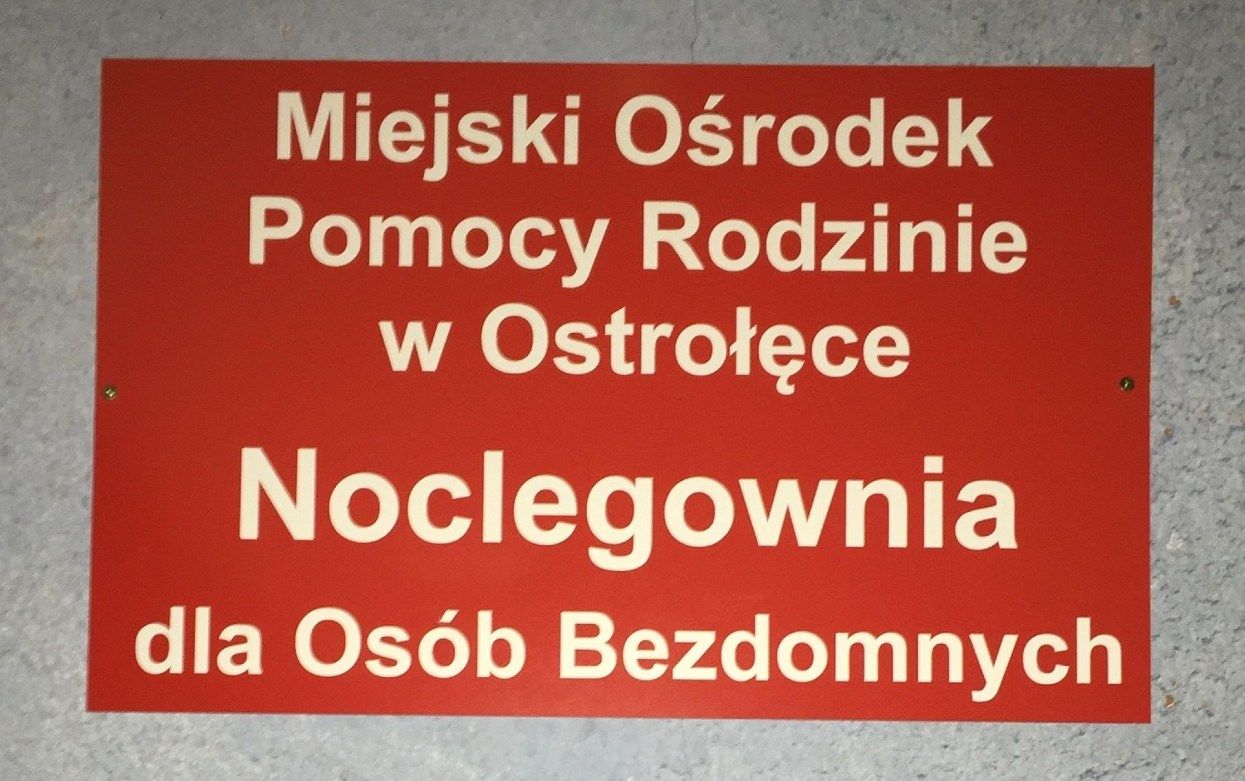 Miejski Ośrodek
Pomocy Rodzinie
w Ostrołęce
Noclegownia
dla Osób Bezdomnych